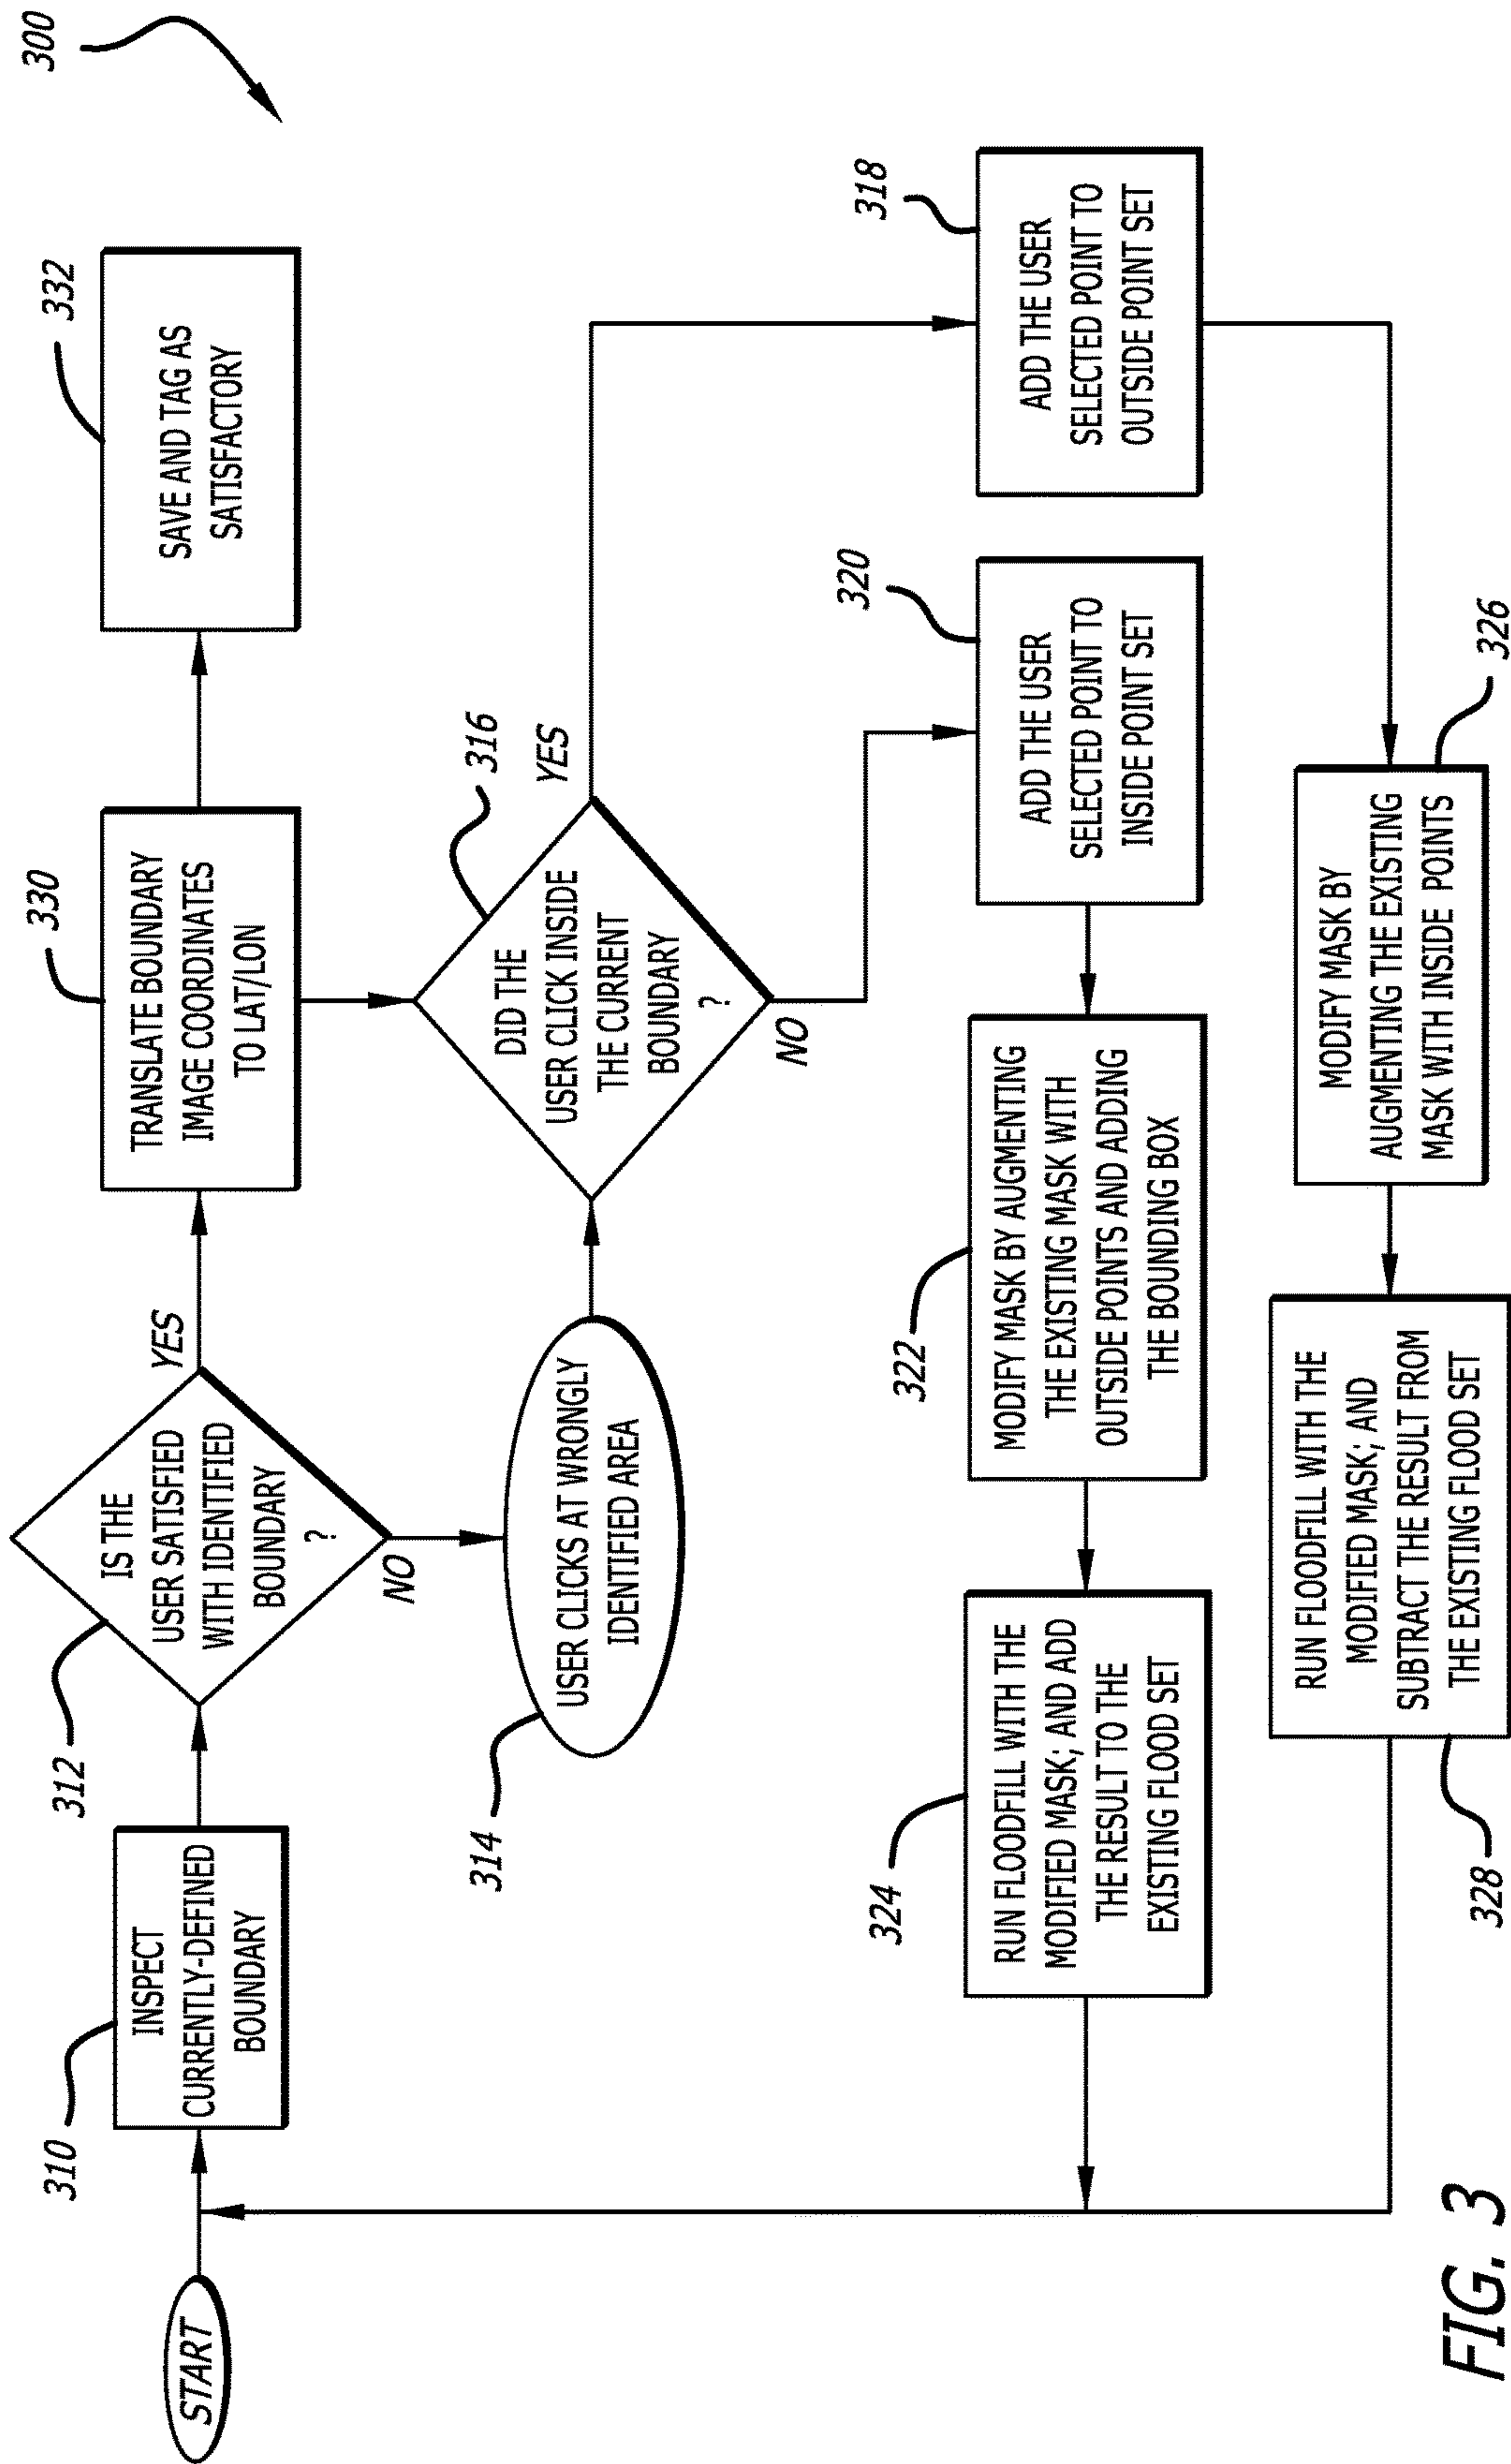 300
START
310
INSPECT
CURRENTLY-DEFINED
BOUNDARY
312
IS THE
USER SATISFIED
WITH IDENTIFIED
BOUNDARY
?
YES
NO
330
TRANSLATE BOUNDARY
IMAGE COORDINATES
TO LAT/LON
332
SAVE AND TAG AS
SATISFACTORY
314
USER CLICKS AT WRONGLY
IDENTIFIED AREA
316
DID THE
USER CLICK INSIDE
THE CURRENT
BOUNDARY
?
YES
NO
324
RUN FLOODFILL WITH THE
MODIFIED MASK; AND ADD
THE RESULT TO THE
EXISTING FLOOD SET
322
MODIFY MASK BY AUGMENTING
THE EXISTING MASK WITH
OUTSIDE POINTS AND ADDING
THE BOUNDING BOX
320
ADD THE USER
SELECTED POINT TO
INSIDE POINT SET
318
ADD THE USER
SELECTED POINT TO
OUTSIDE POINT SET
RUN FLOODFILL WITH THE
MODIFIED MASK; AND
SUBTRACT THE RESULT FROM
THE EXISTING FLOOD SET
328
MODIFY MASK BY
AUGMENTING THE EXISTING
MASK WITH INSIDE POINTS
326
FIG. 3